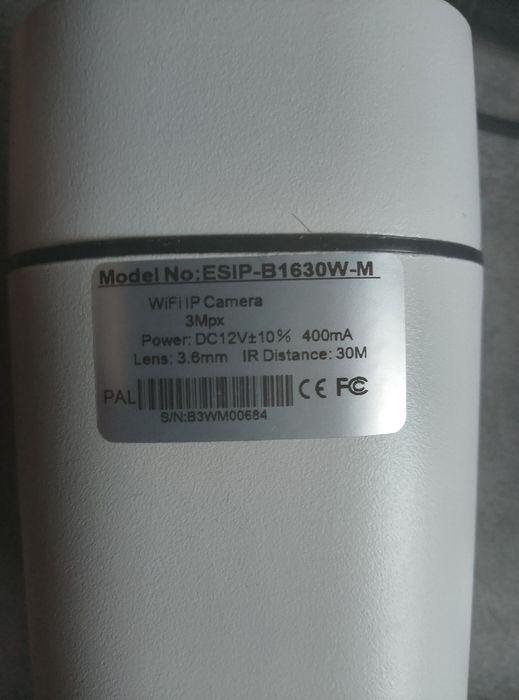 Model No:ESIP-B1630W-M
WiFi IP Camera
3Mpx
Power: DC12V±10% 400mA
Lens: 3.6mm IR Distance: 30M
PAL CE FC
S/N:B3WM00684